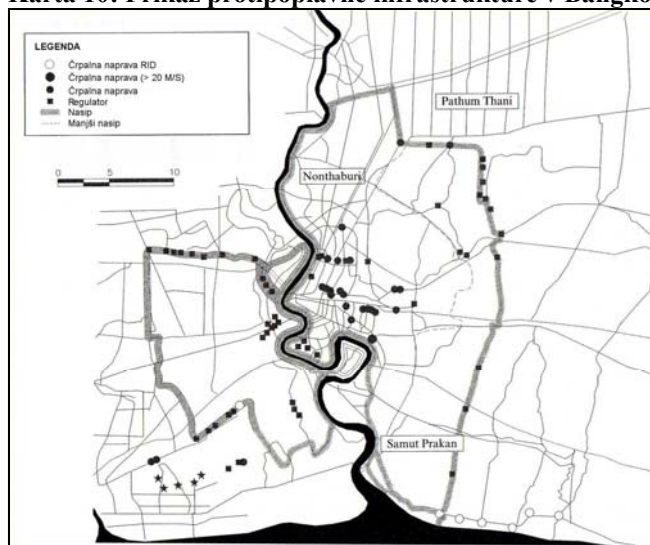 Karta 10: Prikaz protipoplavne infrastrukture v Bangko
LEGENDA
Črpalna naprava RID
Črpalna naprava (> 20 M/S)
Črpalna naprava
Regulator
Nasip
Manjši nasip
0
10
Pathum Thani
Nonthaburi
Samut Prakan